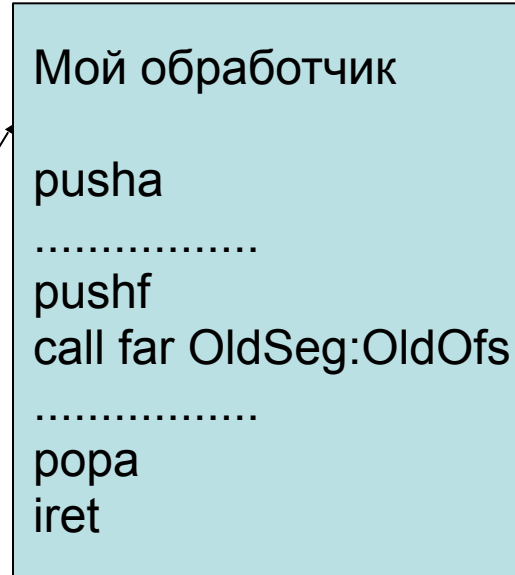 Мой обработчик
pusha
.................
pushf
call far OldSeg:OldOfs
.................
popa
iret